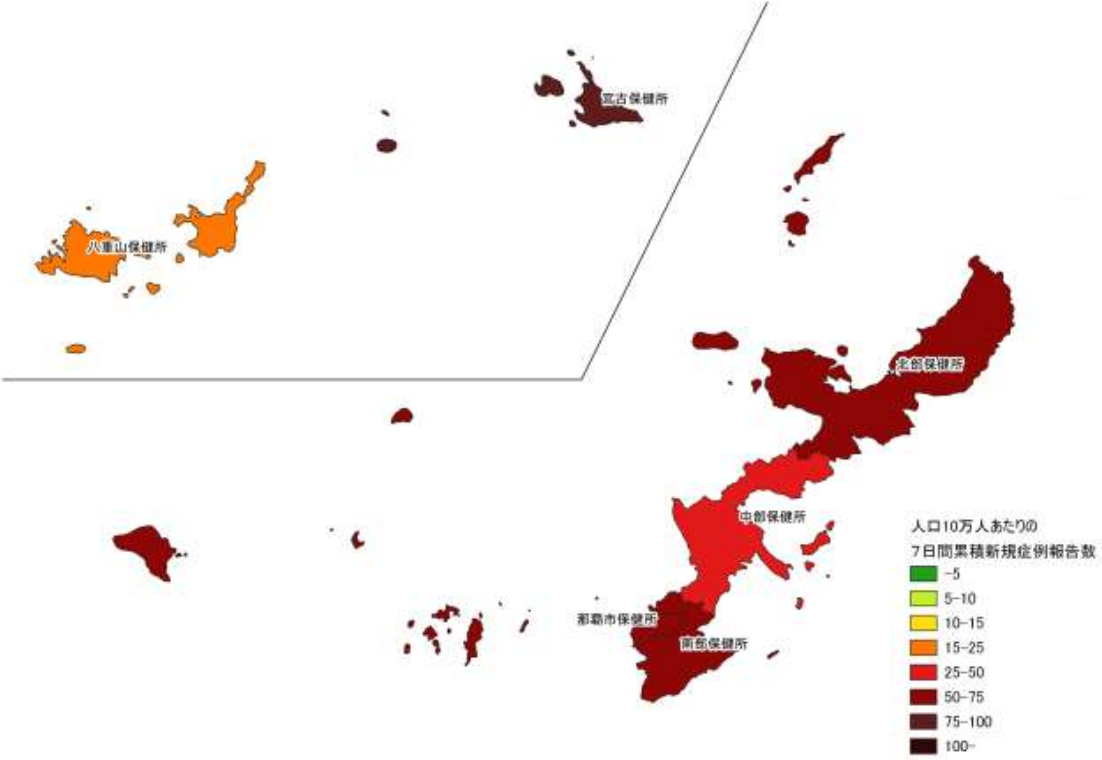 宮古保健所
八重山保健所
北部保健所
中部保健所
那覇市保健所
南部保健所
人口10万人あたりの
7日間累積新規症例報告数
-5
5-10
10-15
15-25
25-50
50-75
75-100
100-